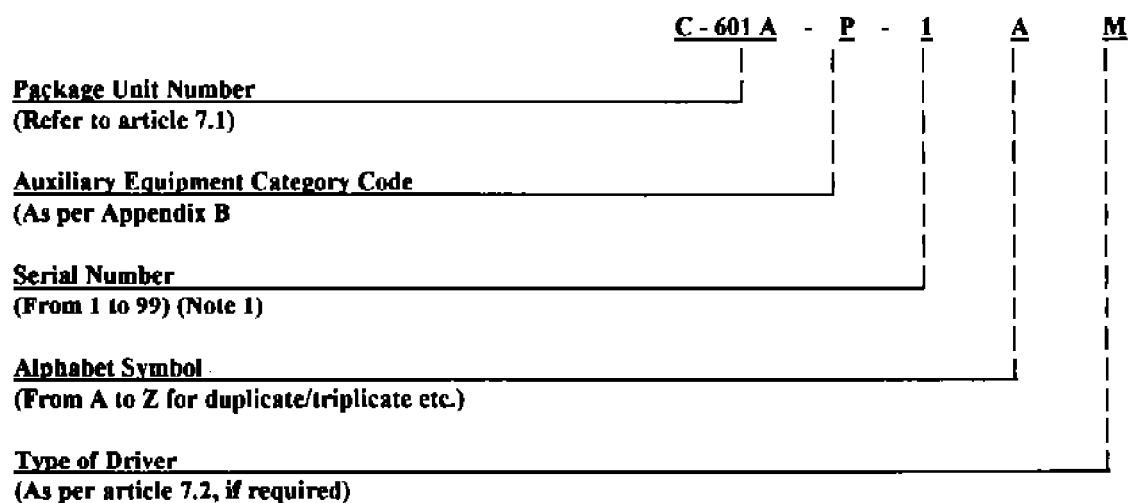 C - 601 A - P - 1 A M
Package Unit Number
(Refer to article 7.1)
Auxiliary Equipment Category Code
(As per Appendix B
Serial Number
(From 1 to 99) (Note 1)
Alphabet Symbol
(From A to Z for duplicate/triplicate etc.)
Type of Driver
(As per article 7.2, if required)